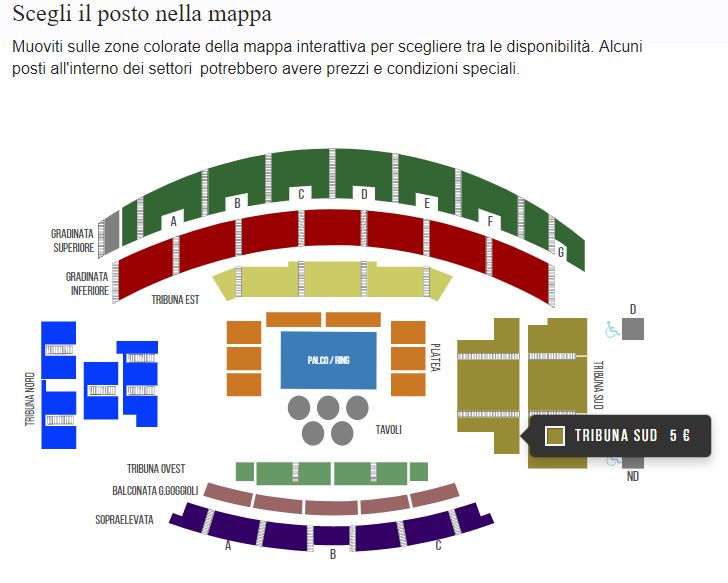 Scegli il posto nella mappa
Muoviti sulle zone colorate della mappa interattiva per scegliere tra le disponibilità. Alcuni
posti all'interno dei settori potrebbero avere prezzi e condizioni speciali.
A
B
C
D
E
F
G
GRADINATA
SUPERIORE
GRADINATA
INFERIORE
TRIBUNA EST
D
TRIBUNA NORD
PALCO / RING
PLATEA
TRIBUNA SUD
TAVOLI
TRIBUNA SUD 5 €
ND
TRIBUNA OVEST
BALCONATA G.GOGGIOLI
SOPRAELEVATA
A
B
C